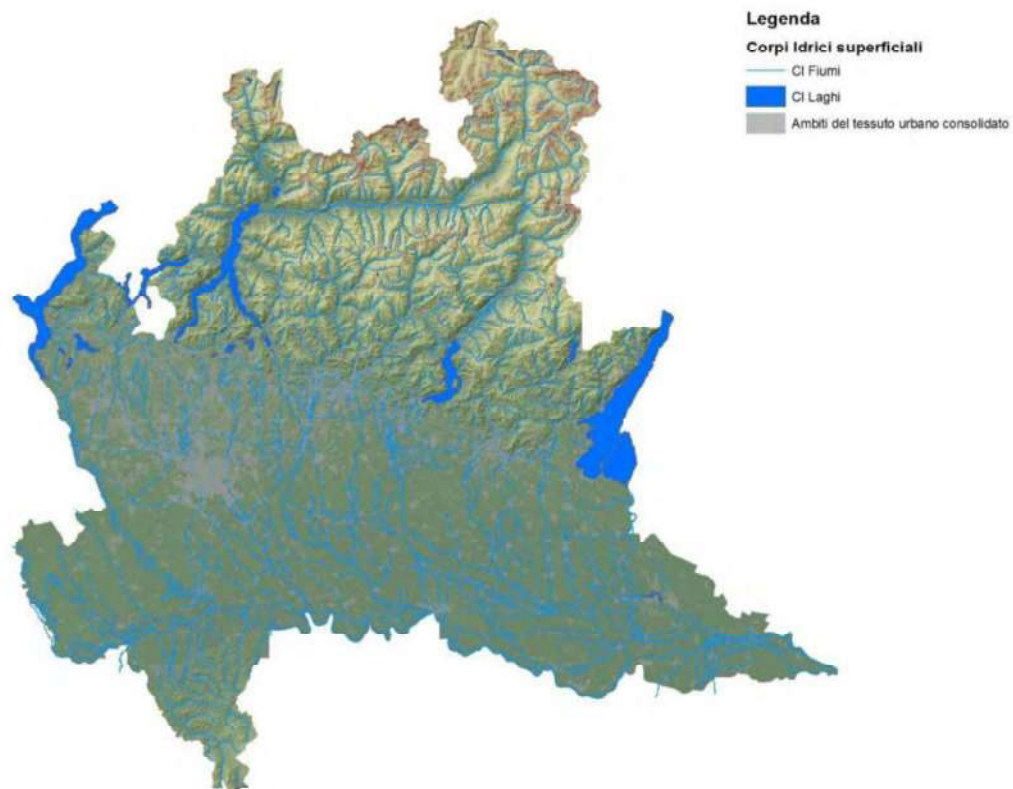 Legenda
Corpi Idrici superficiali
CI Fiumi
CI Laghi
Ambiti del tessuto urbano consolidato